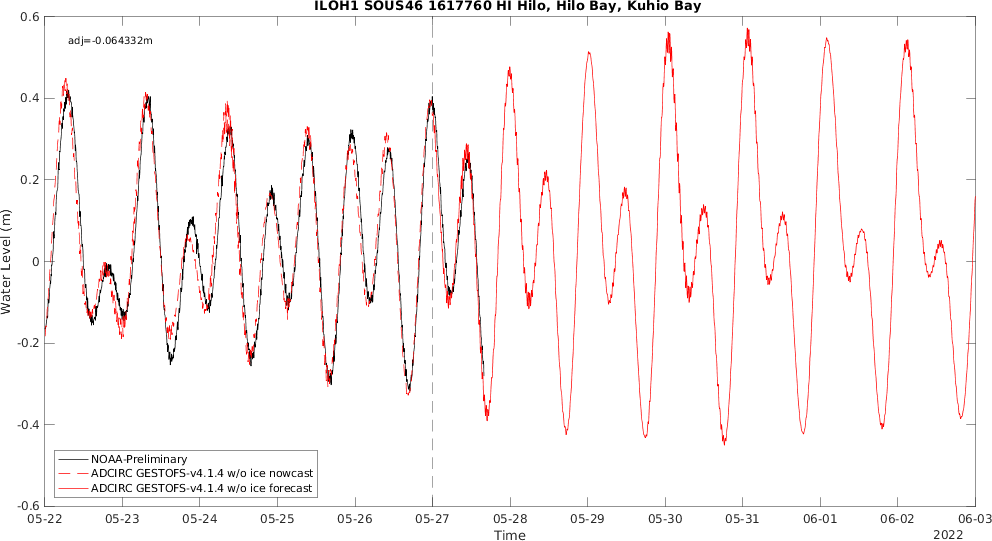 ILOH1 SOUS46 1617760 HI Hilo, Hilo Bay, Kuhio Bay
adj=-0.064332m
0.6
0.4
0.2
0
-0.2
-0.4
-0.6
Water Level (m)
NOAA-Preliminary
ADCIRC GESTOFS-v4.1.4 w/o ice nowcast
ADCIRC GESTOFS-v4.1.4 w/o ice forecast
05-22 05-23 05-24 05-25 05-26 05-27 05-28 05-29 05-30 05-31 06-01 06-02 06-03
Time
2022